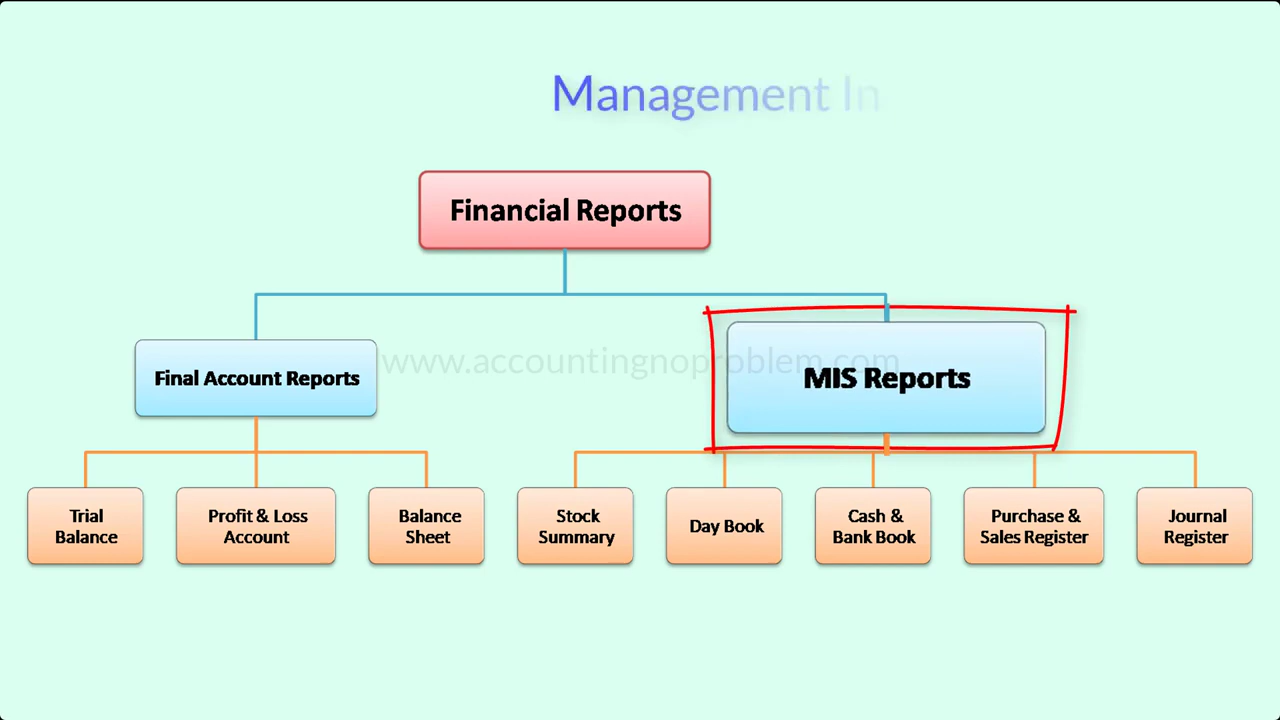 Management In
Financial Reports
Final Account Reports
www.accountingnoproblem.com
MIS Reports
Trial
Balance
Profit & Loss
Account
Balance
Sheet
Stock
Summary
Day Book
Cash &
Bank Book
Purchase &
Sales Register
Journal
Register